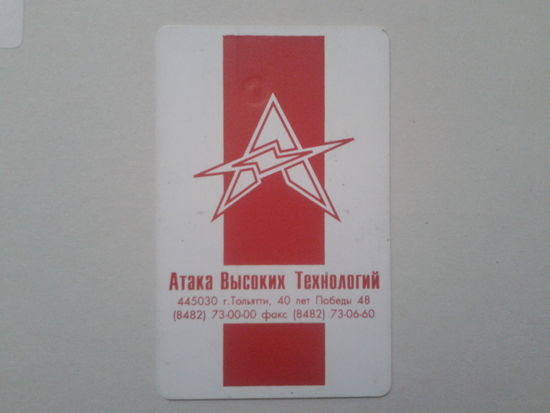 Атака Высоких Технологий
445030 г.Тольятти, 40 лет Победы 48
(8482) 73-00-00 факс (8482) 73-06-60